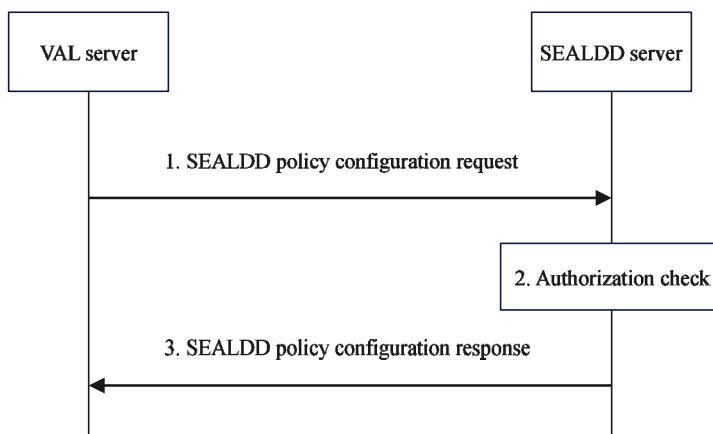 VAL server
SEALDD server
1. SEALDD policy configuration request
2. Authorization check
3. SEALDD policy configuration response